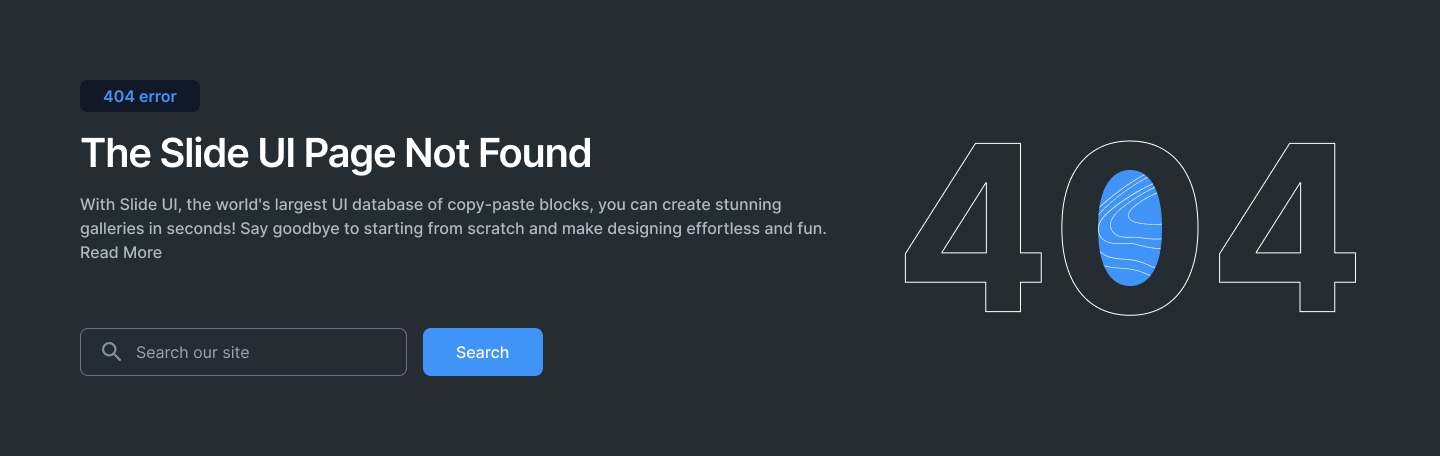 404 error
The Slide UI Page Not Found
With Slide UI, the world's largest UI database of copy-paste blocks, you can create stunning
galleries in seconds! Say goodbye to starting from scratch and make designing effortless and fun.
Read More
Search our site
Search
404